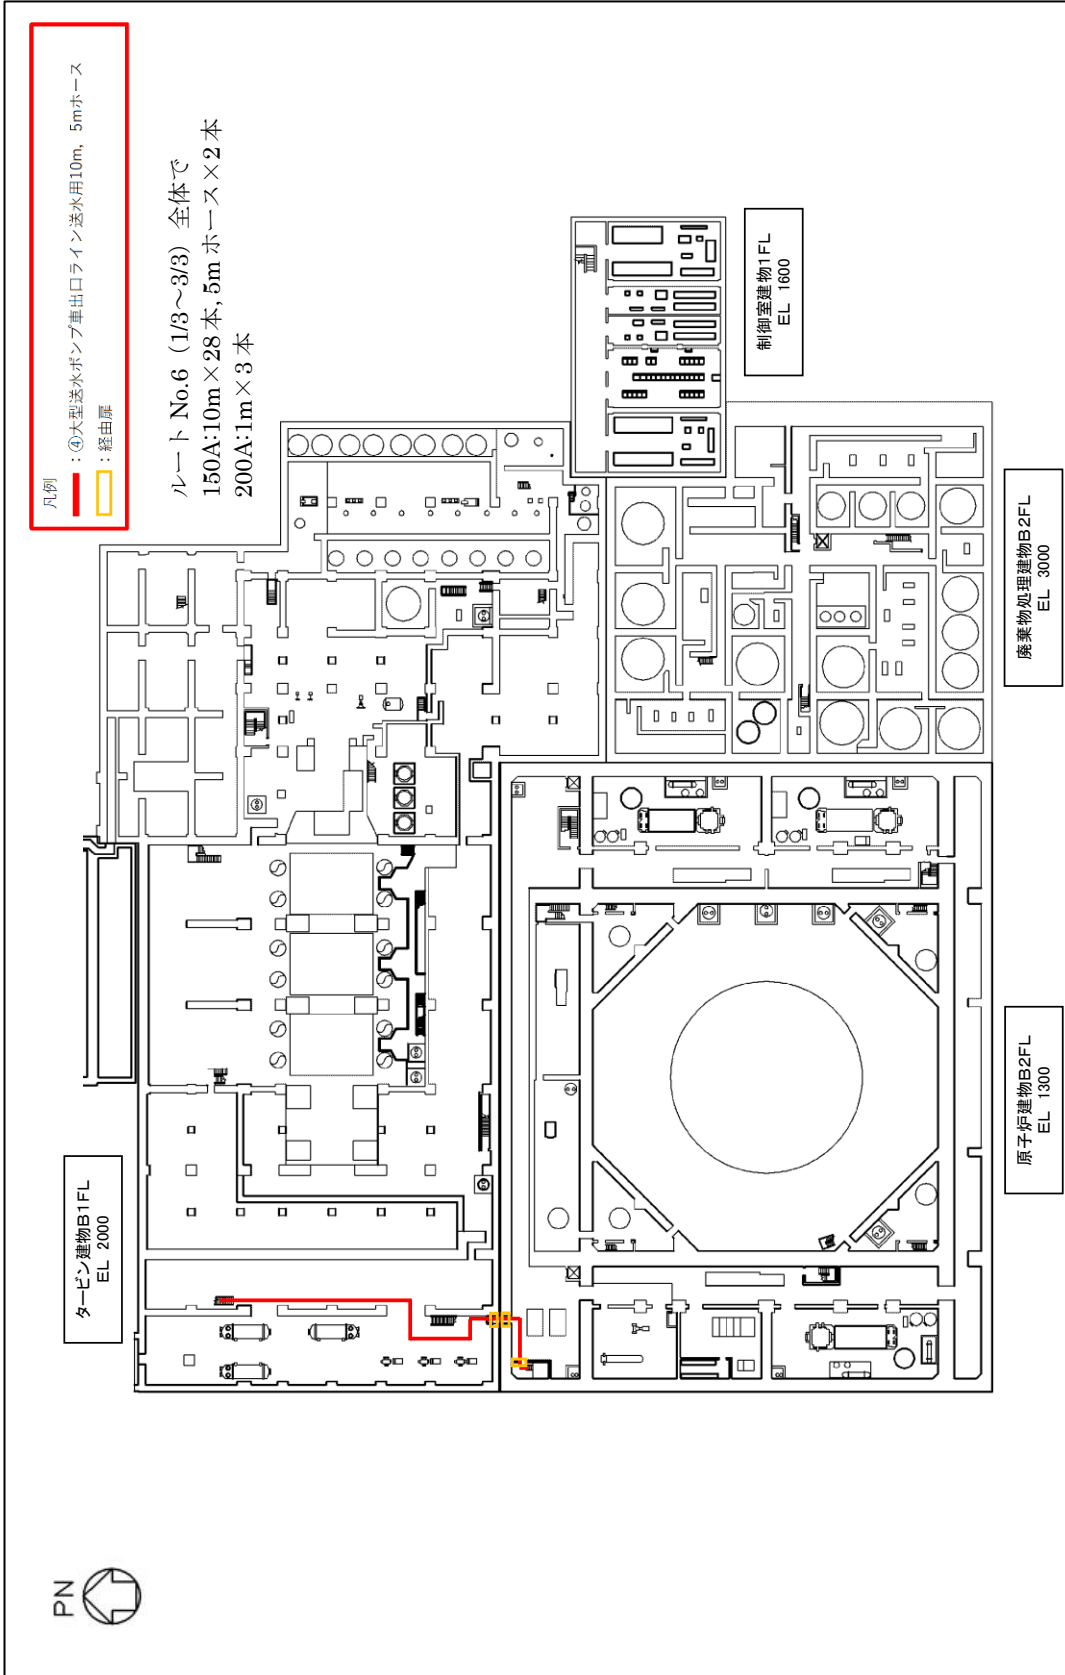 凡例
：④大型送水ポンプ車出口ライン送水用10m，5mホース
：経由扉
ルート No.6（1/3～3/3）全体で
150A:10m×28本,5mホース×2本
200A:1m×3本
制御室建物1FL
EL 1600
タービン建物B1FL
EL 2000
廃棄物処理建物B2FL
EL 3000
原子炉建物B2FL
EL 1300
PN